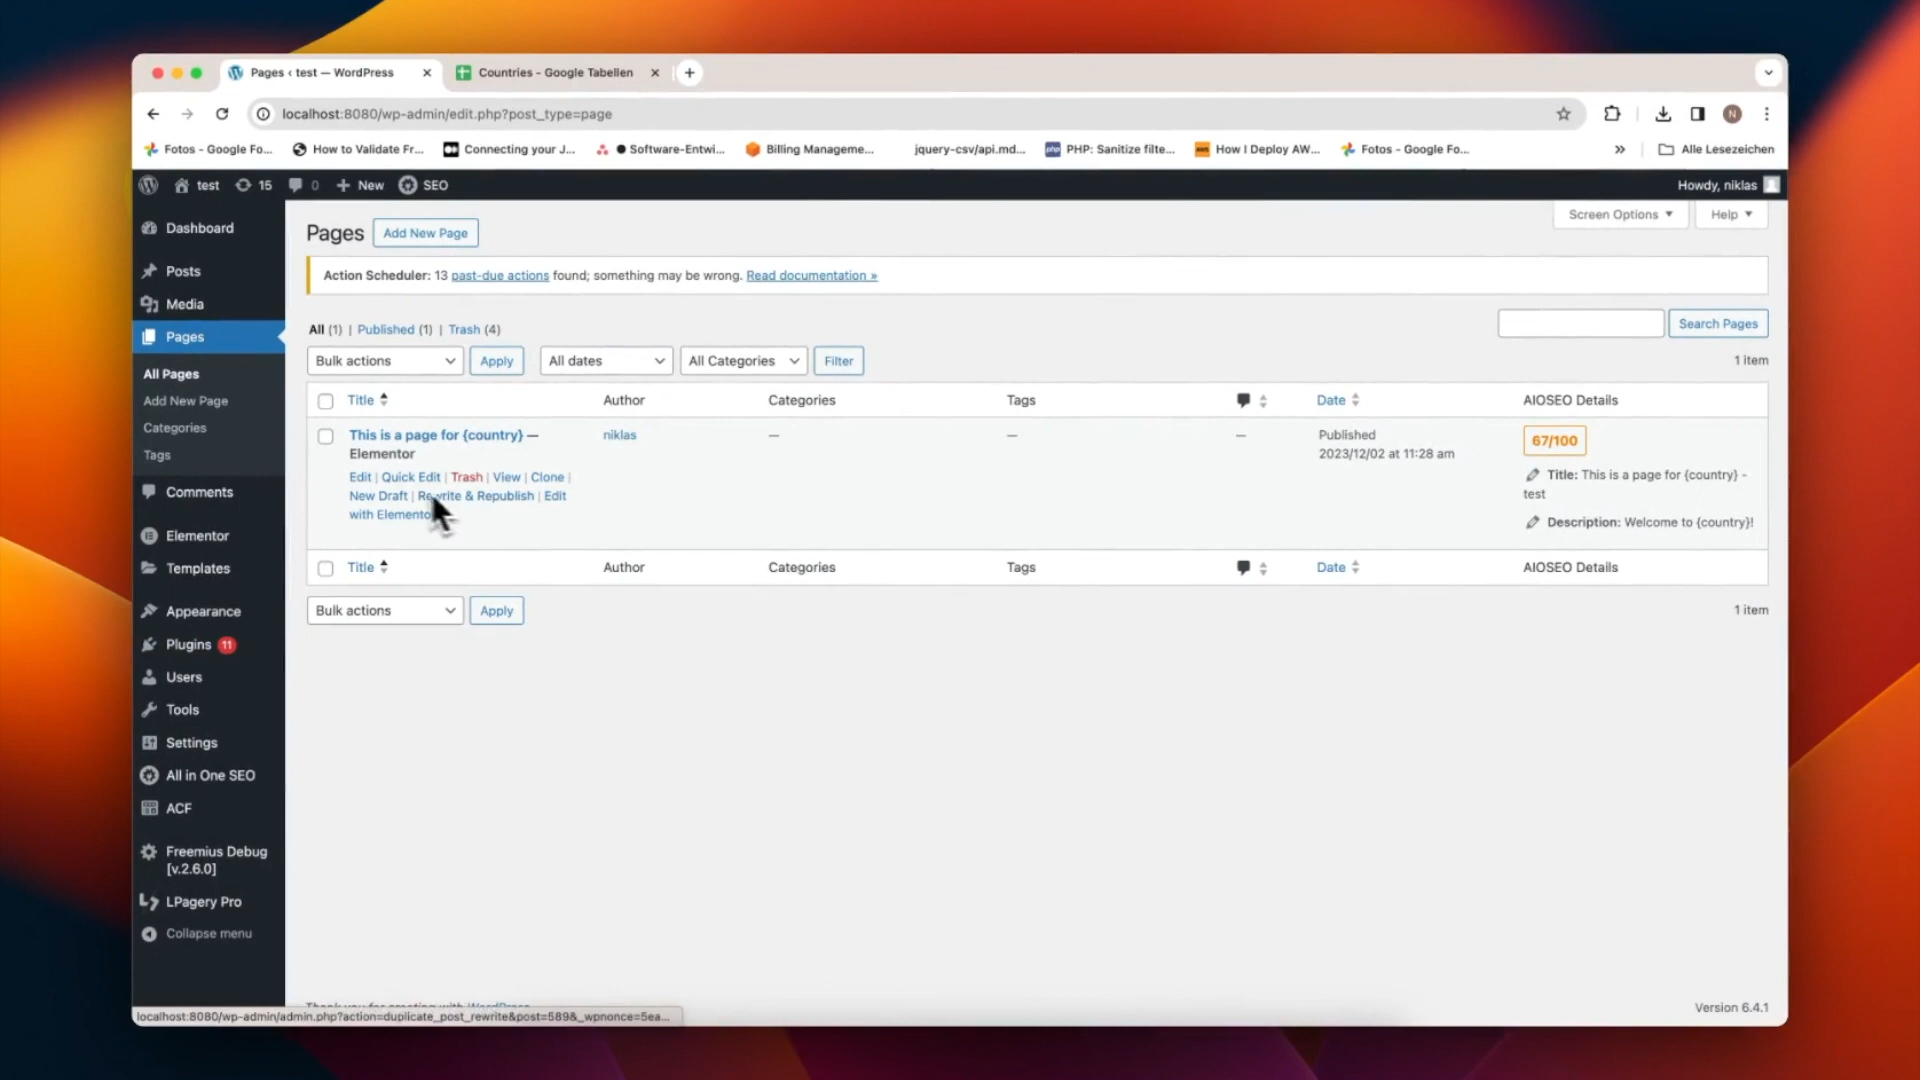 Pages ‹ test — WordPress
Countries - Google Tabellen
localhost:8080/wp-admin/edit.php?post_type=page
N
Fotos - Google Fo...
How to Validate Fr...
Connecting your J...
Software-Entwi...
Billing Manageme...
jquery-csv/api.md...
PHP: Sanitize filte...
How I Deploy AW...
Fotos - Google Fo...
»
Alle Lesezeichen
test
15
0
New
SEO
Howdy, niklas
Dashboard
Posts
Media
Pages
All Pages
Add New Page
Categories
Tags
Comments
Elementor
Templates
Appearance
Plugins 11
Users
Tools
Settings
All in One SEO
ACF
Freemius Debug
[v.2.6.0]
LPagery Pro
Collapse menu
Screen Options
Help
Pages
Add New Page
Action Scheduler: 13 past-due actions found; something may be wrong. Read documentation »
All (1) | Published (1) | Trash (4)
Search Pages
Bulk actions
Apply
All dates
All Categories
Filter
1 item
Title
Author
Categories
Tags
Date
AIOSEO Details
This is a page for {country} —
Elementor
Edit | Quick Edit | Trash | View | Clone |
New Draft | Rewrite & Republish | Edit
with Elementor
niklas
—
—
—
Published
2023/12/02 at 11:28 am
67/100
Title: This is a page for {country} -
test
Description: Welcome to {country}!
Title
Author
Categories
Tags
Date
AIOSEO Details
Bulk actions
Apply
1 item
Thank you for creating with WordPress
Version 6.4.1
localhost:8080/wp-admin/admin.php?action=duplicate_post_rewrite&post=589&_wpnonce=5ea...